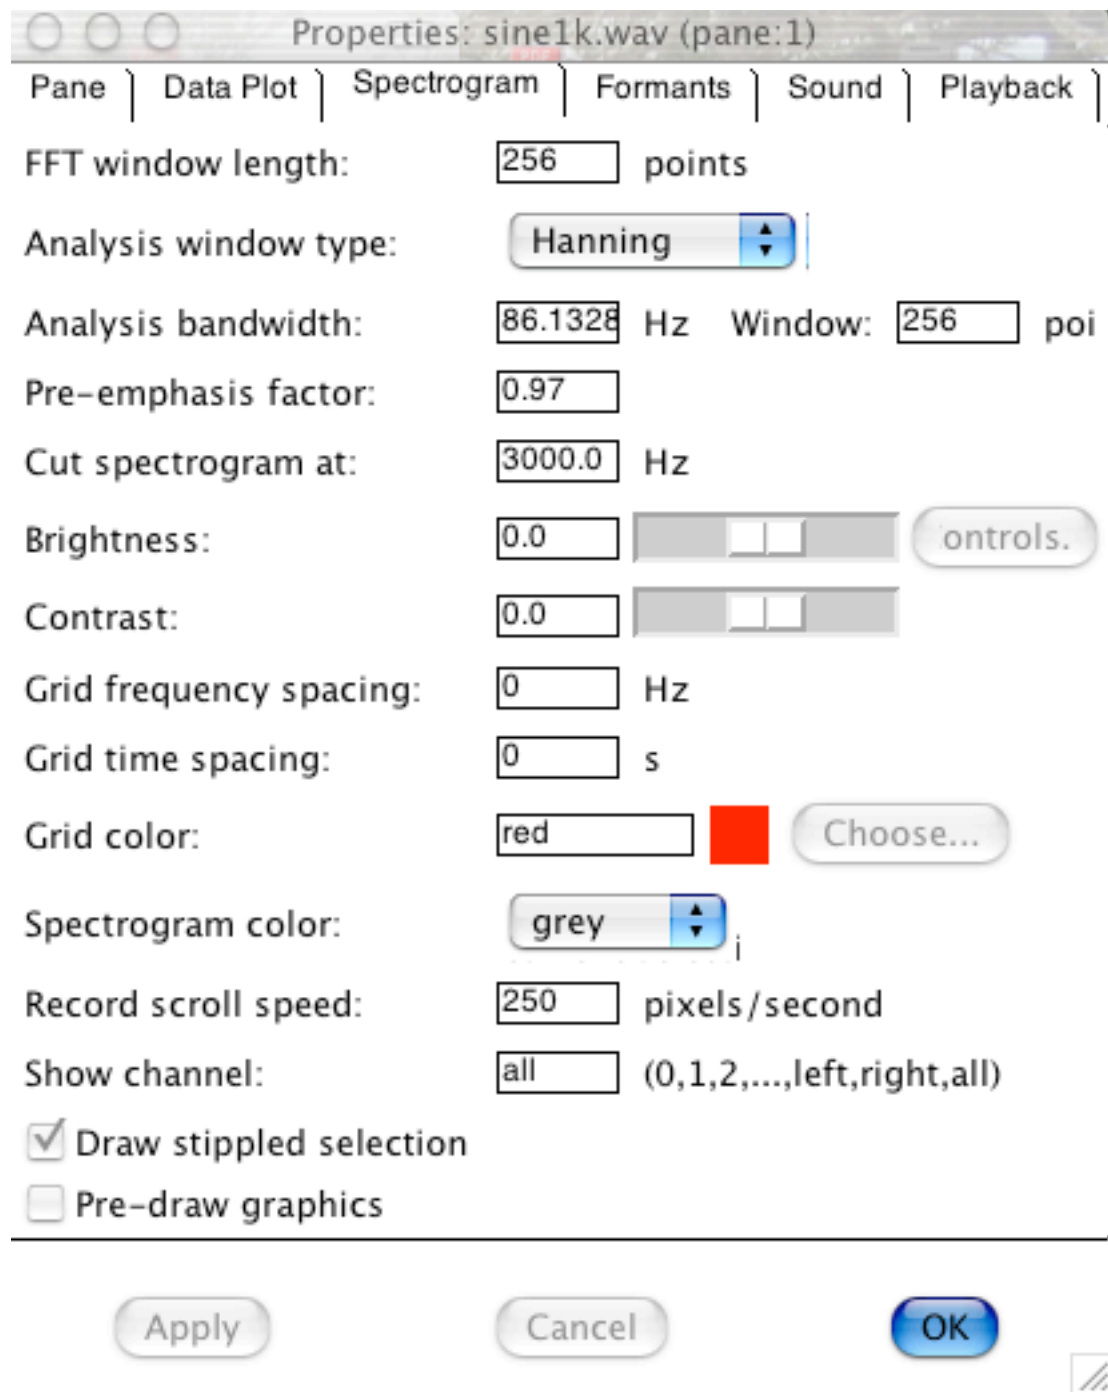 Properties: sine1k.wav (pane:1)
Pane Data Plot Spectrogram Formants Sound Playback
FFT window length: 256 points
Analysis window type: Hanning
Analysis bandwidth: 86.1328 Hz Window: 256 poi
Pre-emphasis factor: 0.97
Cut spectrogram at: 3000.0 Hz
Brightness: 0.0 ontrols.
Contrast: 0.0
Grid frequency spacing: 0 Hz
Grid time spacing: 0 s
Grid color: red Choose...
Spectrogram color: grey
Record scroll speed: 250 pixels/second
Show channel: all (0,1,2,...,left,right,all)
Draw stippled selection
Pre-draw graphics
Apply Cancel OK